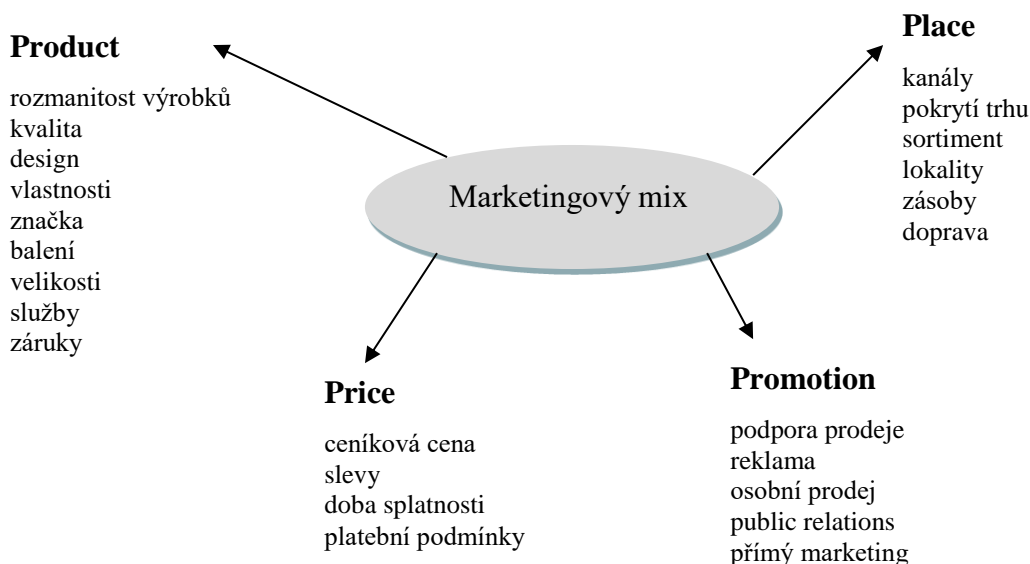 Product
rozmanitost výrobků
kvalita
design
vlastnosti
značka
balení
velikosti
služby
záruky
Marketingový mix
Place
kanály
pokrytí trhu
sortiment
lokality
zásoby
doprava
Price
ceníková cena
slevy
doba splatnosti
platební podmínky
Promotion
podpora prodeje
reklama
osobní prodej
public relations
přímý marketing